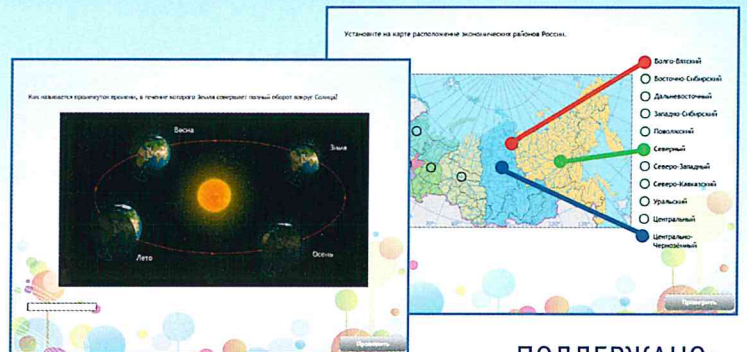 Установите на карте расположение экономических районов России.
Волго-Вятский
Восточно-Сибирский
Дальневосточный
Западно-Сибирский
Поволжский
Северный
Северо-Западный
Северо-Кавказский
Уральский
Центральный
Центрально-
Чернозёмный
Проверить
Как называется промежуток времени, в течение которого Земля совершает полный оборот вокруг Солнца?
Весна
Зима
Лето
Осень
Проверить